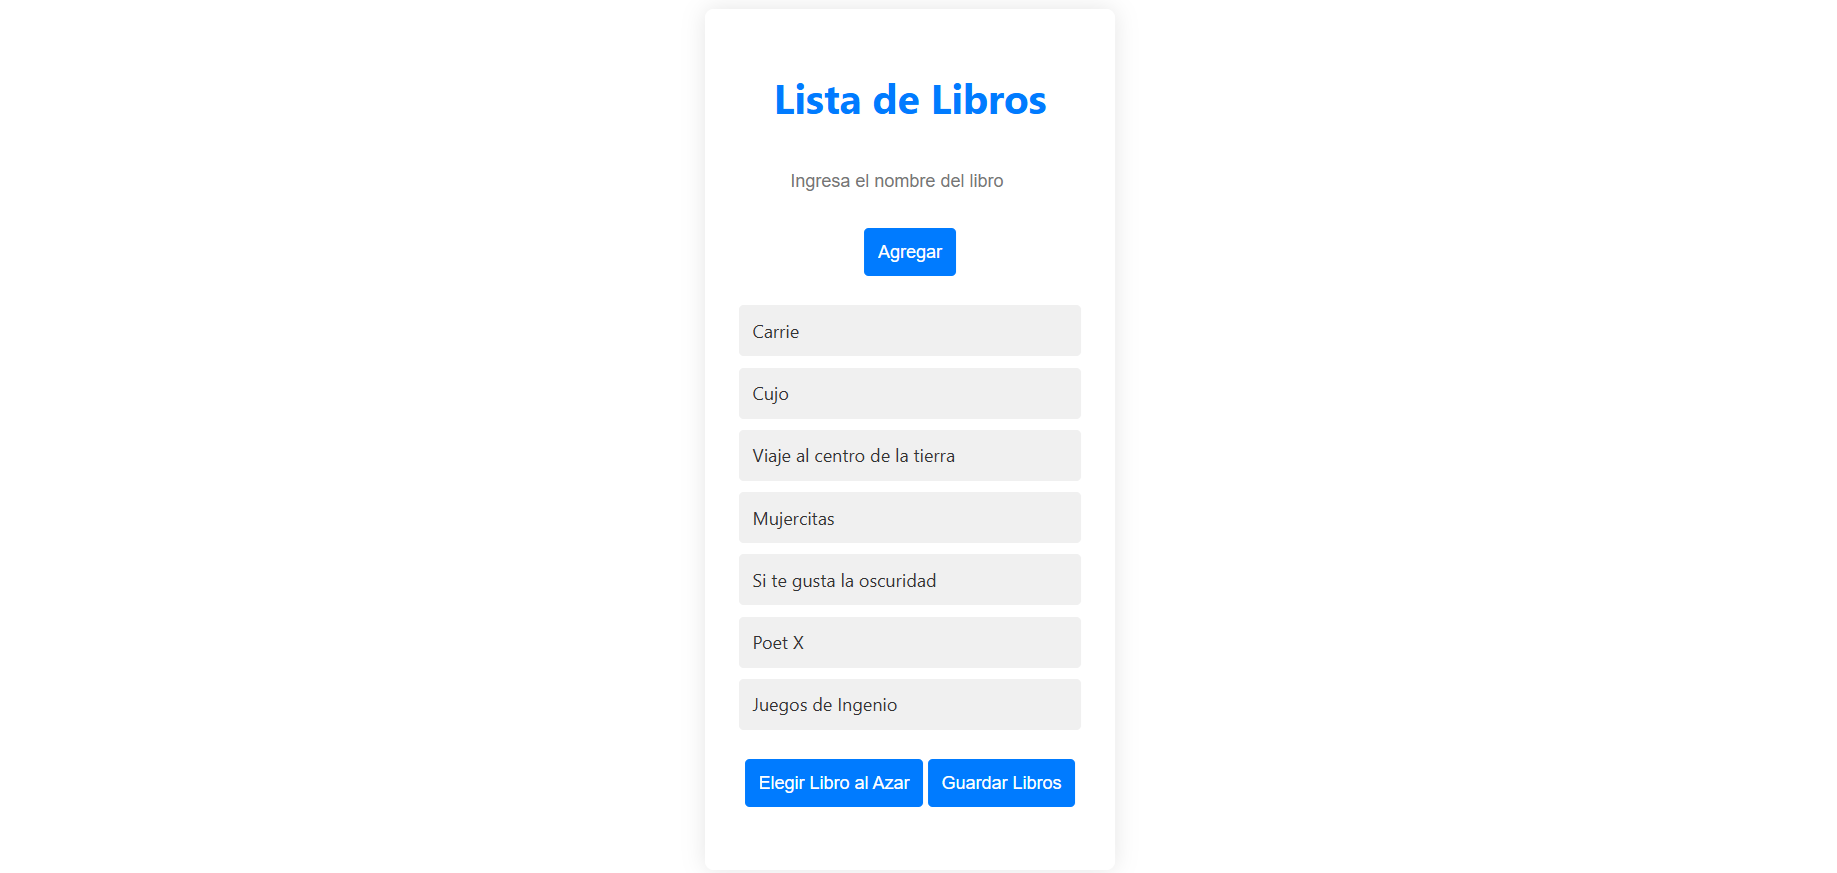 Lista de Libros
Ingresa el nombre del libro
Agregar
Carrie
Cujo
Viaje al centro de la tierra
Mujercitas
Si te gusta la oscuridad
Poet X
Juegos de Ingenio
Elegir Libro al Azar Guardar Libros